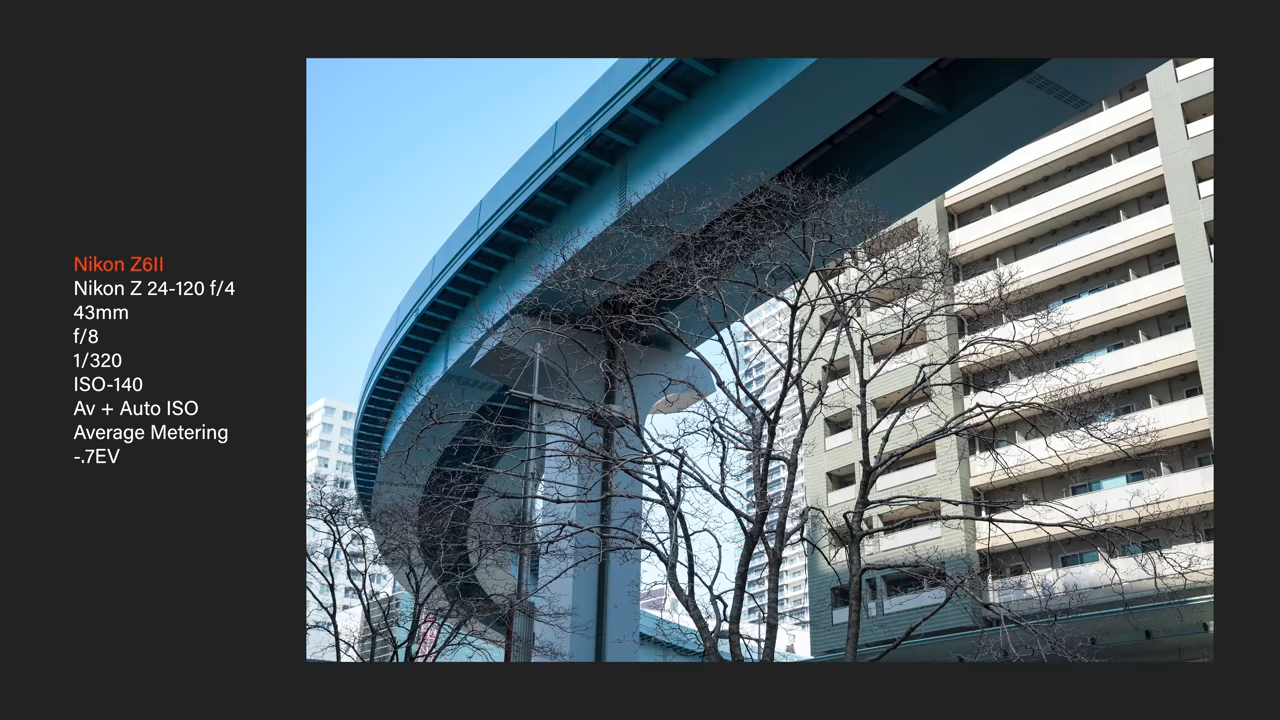 Nikon Z6II
Nikon Z 24-120 f/4
43mm
f/8
1/320
ISO-140
Av + Auto ISO
Average Metering
-.7EV